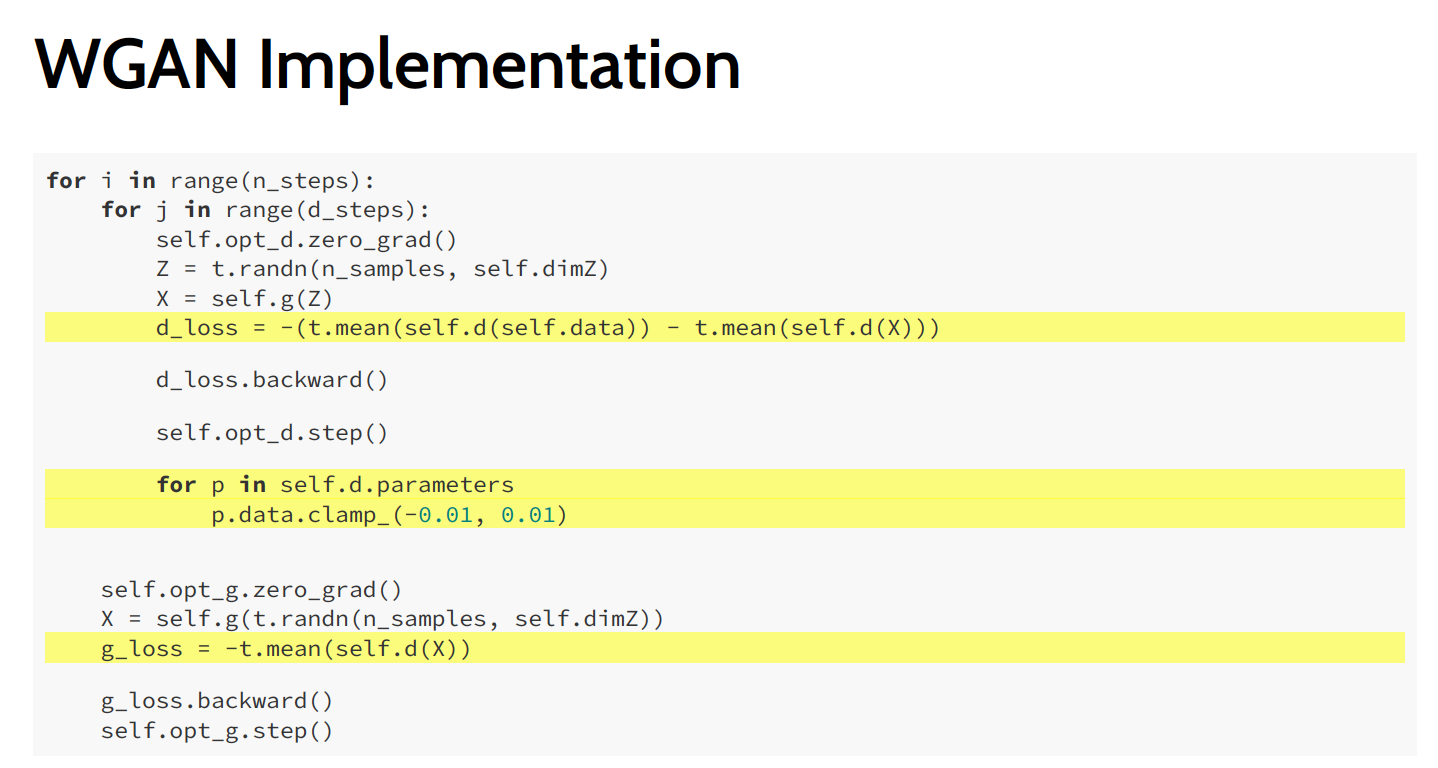 WGAN Implementation
for i in range(n_steps):
    for j in range(d_steps):
        self.opt_d.zero_grad()
        Z = t.randn(n_samples, self.dimZ)
        X = self.g(Z)
        d_loss = -(t.mean(self.d(self.data)) - t.mean(self.d(X)))
        d_loss.backward()
        self.opt_d.step()
        for p in self.d.parameters
            p.data.clamp_(-0.01, 0.01)
    self.opt_g.zero_grad()
    X = self.g(t.randn(n_samples, self.dimZ))
    g_loss = -t.mean(self.d(X))
    g_loss.backward()
    self.opt_g.step()